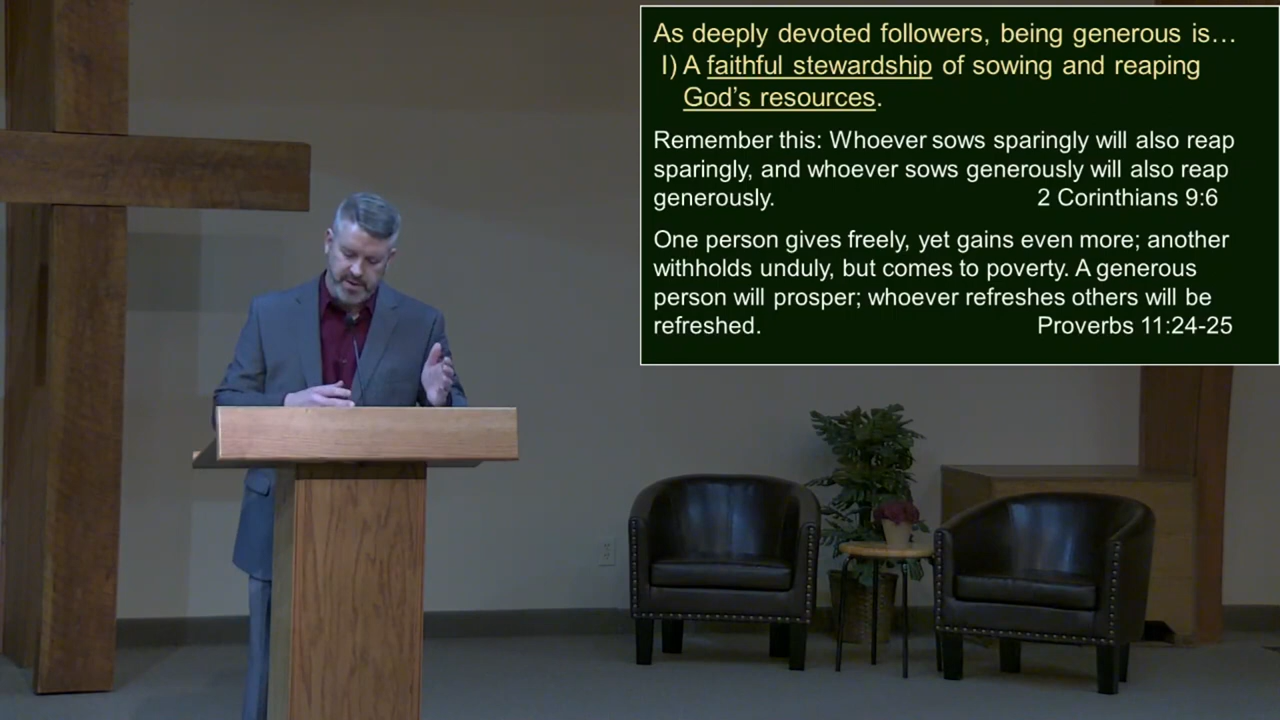 As deeply devoted followers, being generous is…
I) A faithful stewardship of sowing and reaping
God's resources.
Remember this: Whoever sows sparingly will also reap
sparingly, and whoever sows generously will also reap
generously. 2 Corinthians 9:6
One person gives freely, yet gains even more; another
withholds unduly, but comes to poverty. A generous
person will prosper; whoever refreshes others will be
refreshed. Proverbs 11:24-25